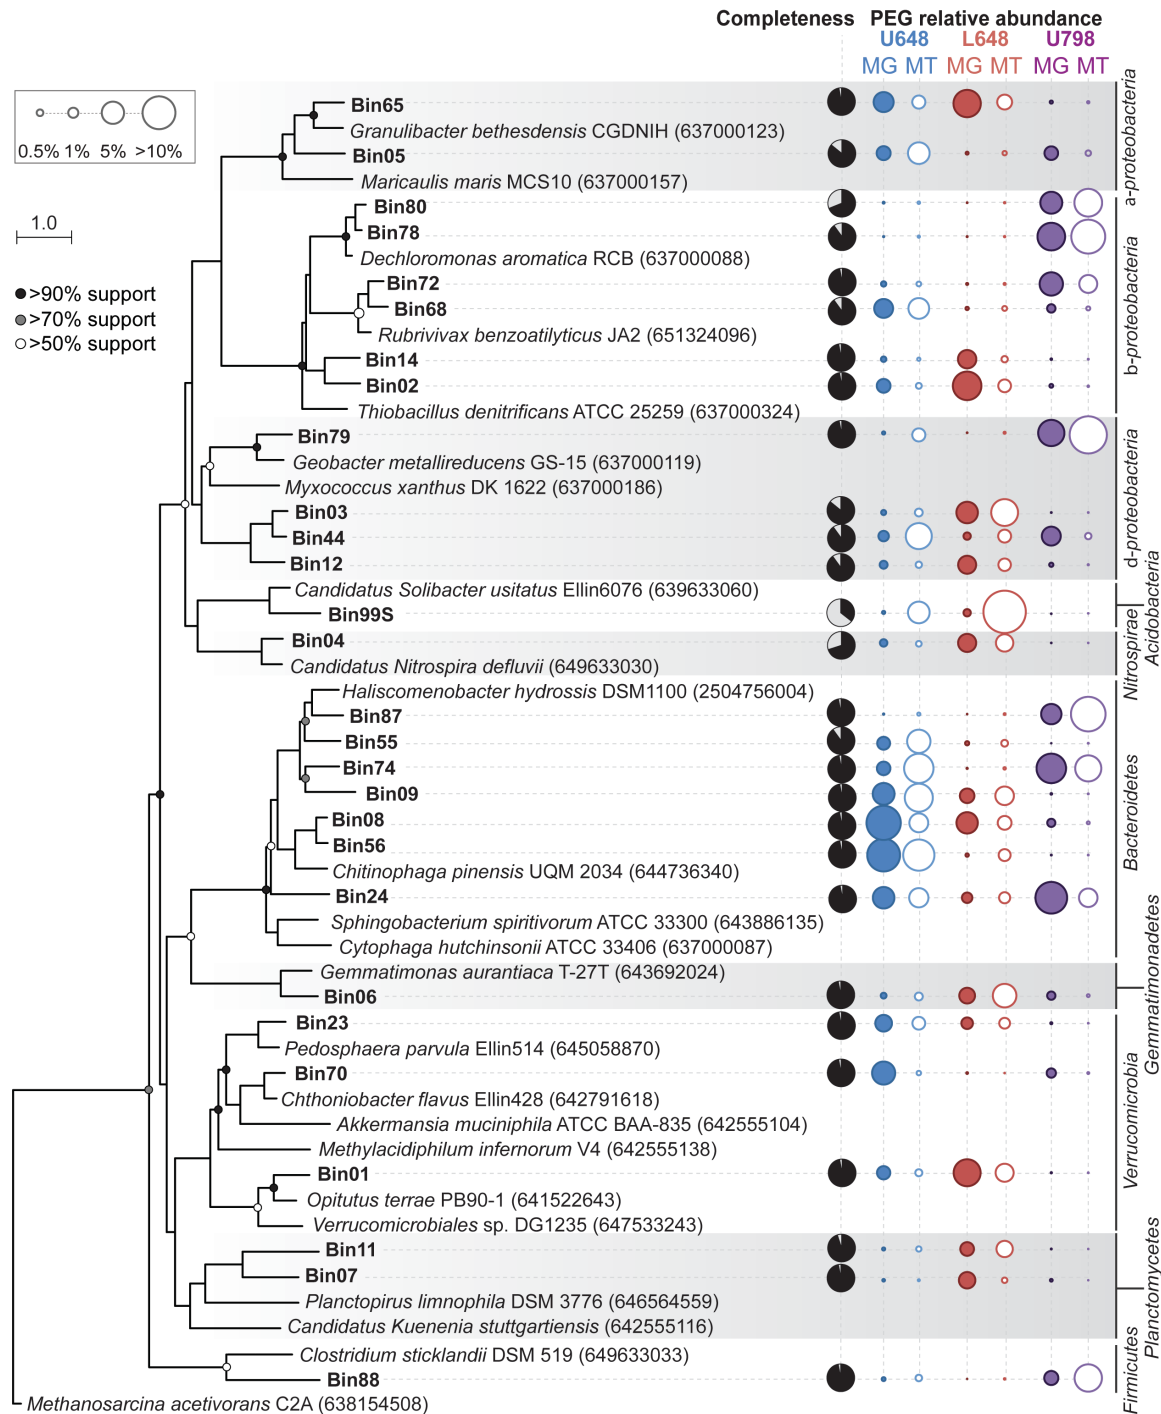 Completeness PEG relative abundance
U648 L648 U798
MG MT MG MT MG MT
0.5% 1% 5% >10%
1.0
>90% support
>70% support
>50% support
Bin65
Granulibacter bethesdensis CGDNIH (637000123)
Bin05
Maricaulis maris MCS10 (637000157)
a-proteobacteria
Bin80
Bin78
Dechloromonas aromatica RCB (637000088)
Bin72
Bin68
Rubrivivax benzoatilyticus JA2 (651324096)
Bin14
Bin02
Thiobacillus denitrificans ATCC 25259 (637000324)
b-proteobacteria
Bin79
Geobacter metallireducens GS-15 (637000119)
Myxococcus xanthus DK 1622 (637000186)
Bin03
Bin44
Bin12
d-proteobacteria
Candidatus Solibacter usitatus Ellin6076 (639633060)
Bin99S
Acidobacteria
Bin04
Candidatus Nitrospira defluvii (649633030)
Nitrospirae
Haliscomenobacter hydrossis DSM1100 (2504756004)
Bin87
Bin55
Bin74
Bin09
Bin08
Bin56
Chitinophaga pinensis UQM 2034 (644736340)
Bin24
Sphingobacterium spiritivorum ATCC 33300 (643886135)
Cytophaga hutchinsonii ATCC 33406 (637000087)
Bacteroidetes
Gemmatimonas aurantiaca T-27T (643692024)
Bin06
Gemmatimonadetes
Bin23
Pedosphaera parvula Ellin514 (645058870)
Bin70
Chthoniobacter flavus Ellin428 (642791618)
Akkermansia muciniphila ATCC BAA-835 (642555104)
Methylacidiphilum infernorum V4 (642555138)
Bin01
Opitutus terrae PB90-1 (641522643)
Verrucomicrobiales sp. DG1235 (647533243)
Verrucomicrobia
Bin11
Bin07
Planctopirus limnophila DSM 3776 (646564559)
Candidatus Kuenenia stuttgartiensis (642555116)
Planctomycetes
Clostridium sticklandii DSM 519 (649633033)
Bin88
Firmicutes
Methanosarcina acetivorans C2A (638154508)